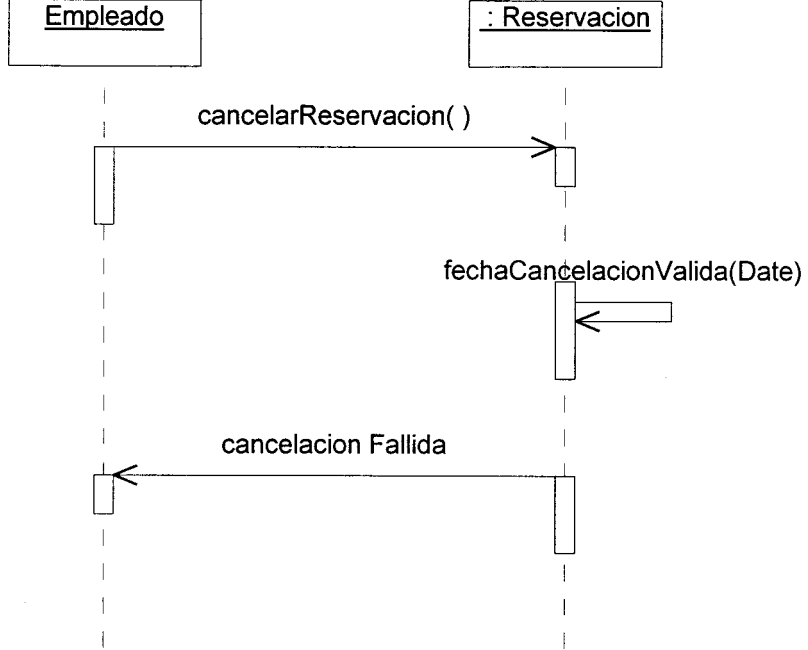 Empleado
: Reservacion
cancelarReservacion( )
fechaCancelacionValida(Date)
cancelacion Fallida